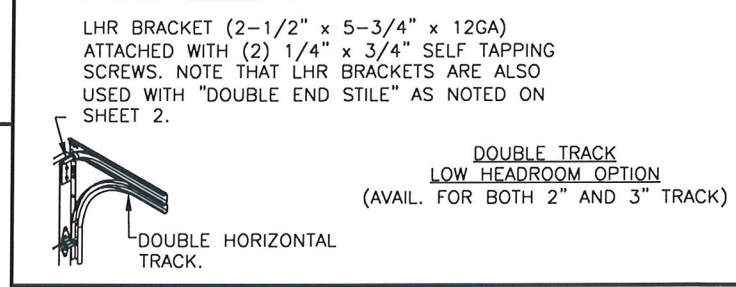 LHR BRACKET (2-1/2" x 5-3/4" x 12GA)
ATTACHED WITH (2) 1/4" x 3/4" SELF TAPPING
SCREWS. NOTE THAT LHR BRACKETS ARE ALSO
USED WITH "DOUBLE END STILE" AS NOTED ON
SHEET 2.
DOUBLE TRACK
LOW HEADROOM OPTION
(AVAIL. FOR BOTH 2" AND 3" TRACK)
DOUBLE HORIZONTAL
TRACK.